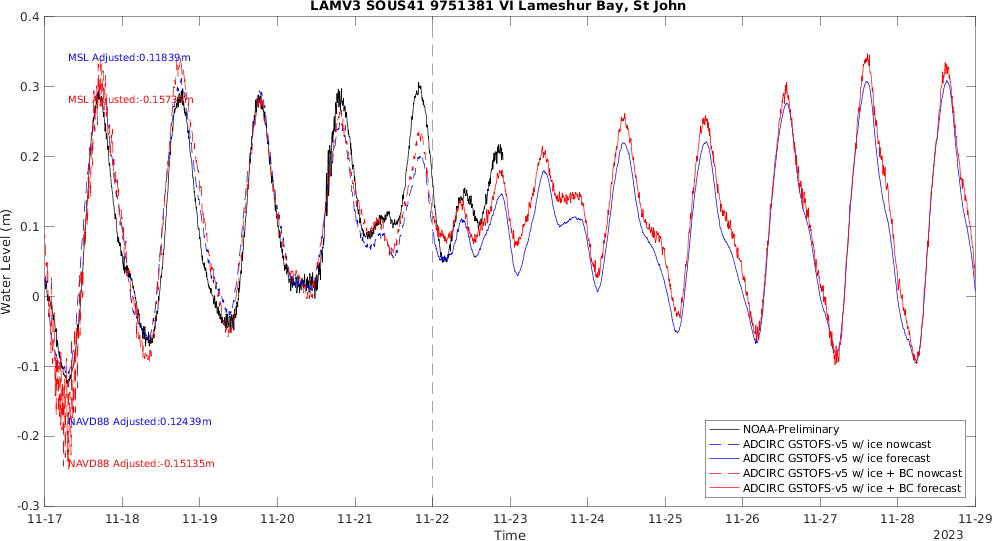 LAMV3 SOUS41 9751381 VI Lameshur Bay, St John
0.4
0.3
0.2
0.1
0
-0.1
-0.2
-0.3
Water Level (m)
MSL Adjusted:0.11839m
MSL Adjusted:
NAVD88 Adjusted:0.12439m
NAVD88 Adjusted:-0.15135m
NOAA-Preliminary
ADCIRC GSTOFS-v5 w/ ice nowcast
ADCIRC GSTOFS-v5 w/ ice forecast
ADCIRC GSTOFS-v5 w/ ice + BC nowcast
ADCIRC GSTOFS-v5 w/ ice + BC forecast
11-17 11-18 11-19 11-20 11-21 11-22 11-23 11-24 11-25 11-26 11-27 11-28 11-29
Time
2023